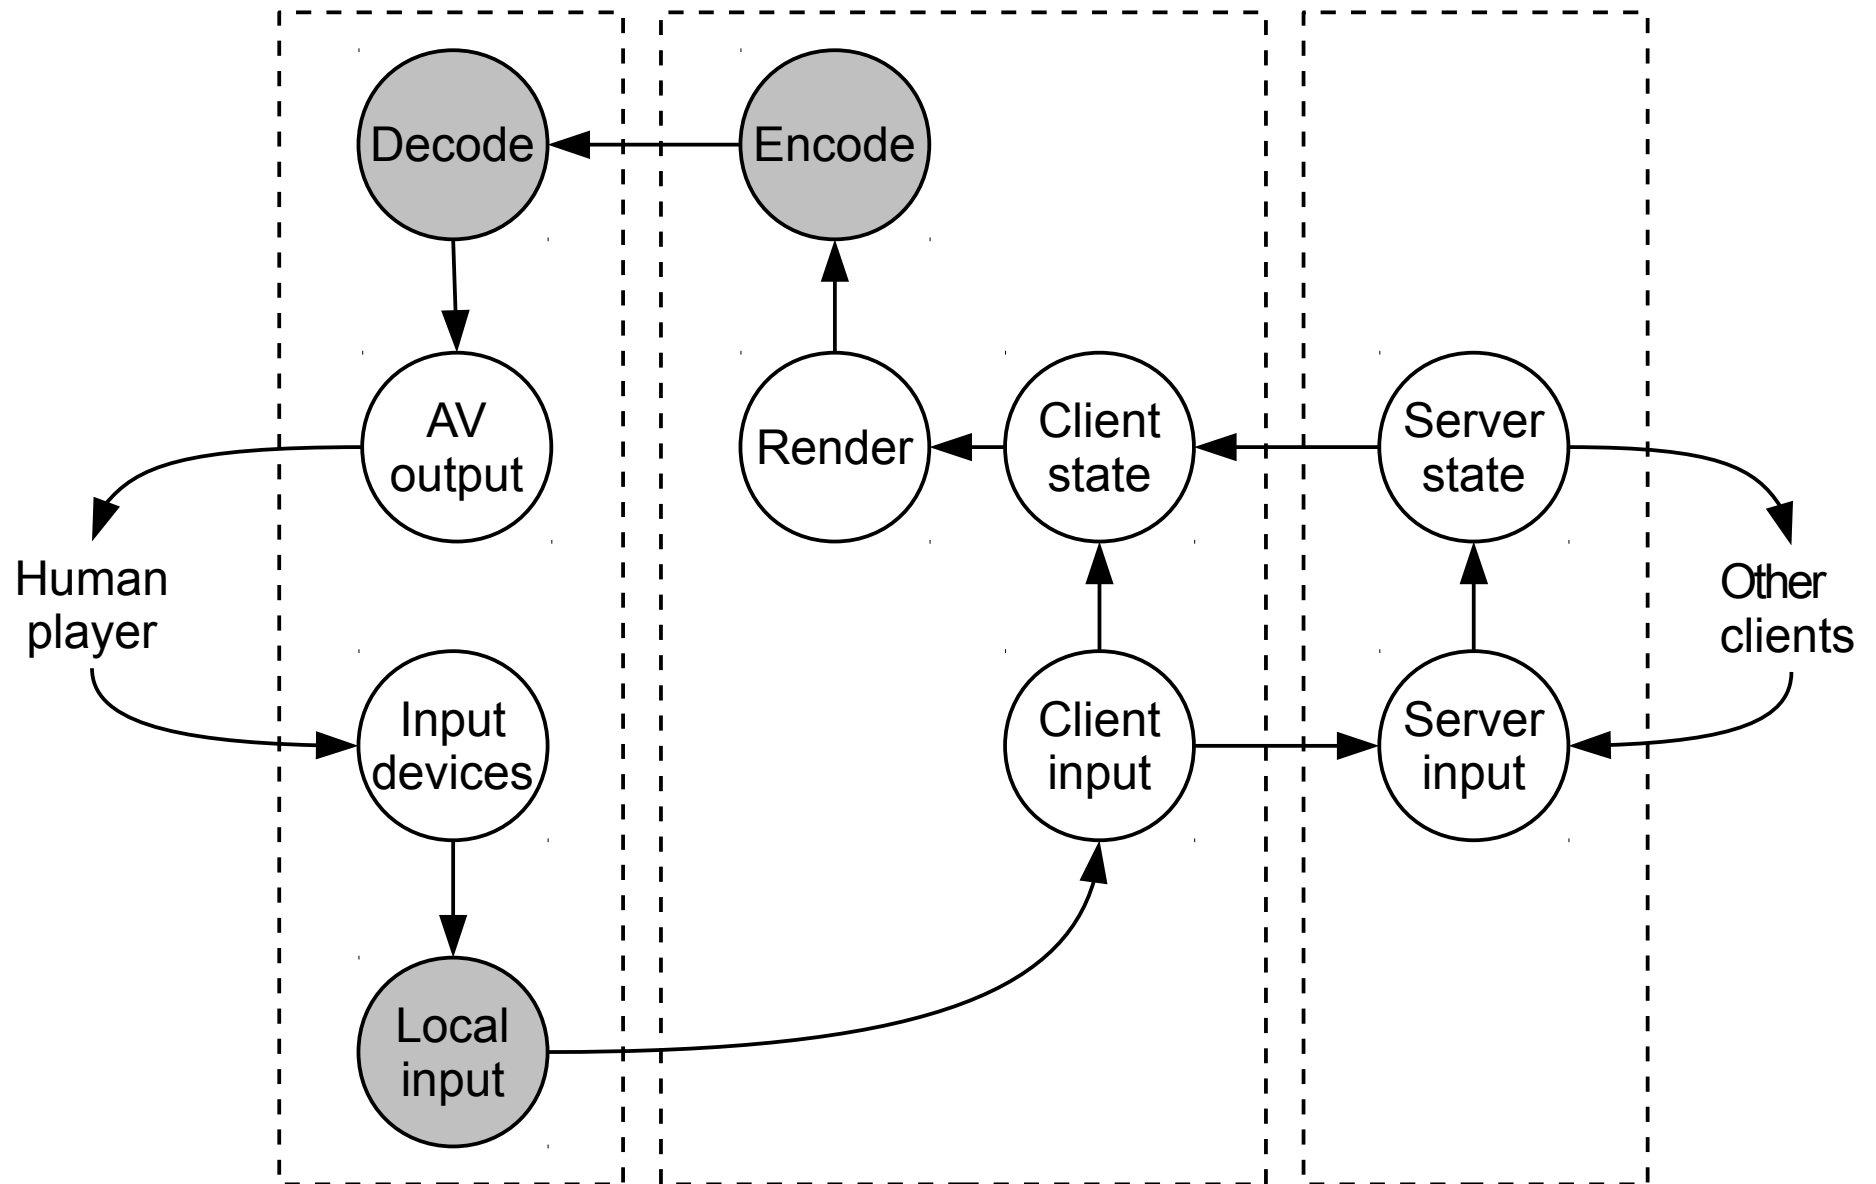 Decode
Encode
AV
output
Render
Client
state
Server
state
Human
player
Other
clients
Input
devices
Client
input
Server
input
Local
input